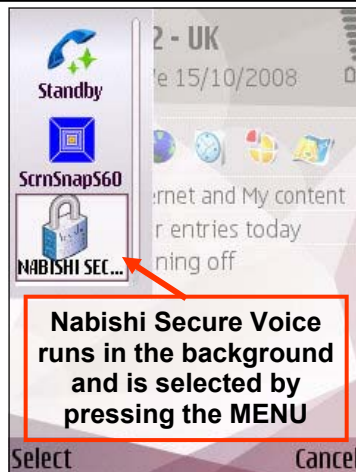 2 - UK
Standby
e 15/10/2008
ScrnSnapS60
ernet and My content
r entries today
NABISHI SEC...
ning off
Nabishi Secure Voice
runs in the background
and is selected by
pressing the MENU
Select
Cancel